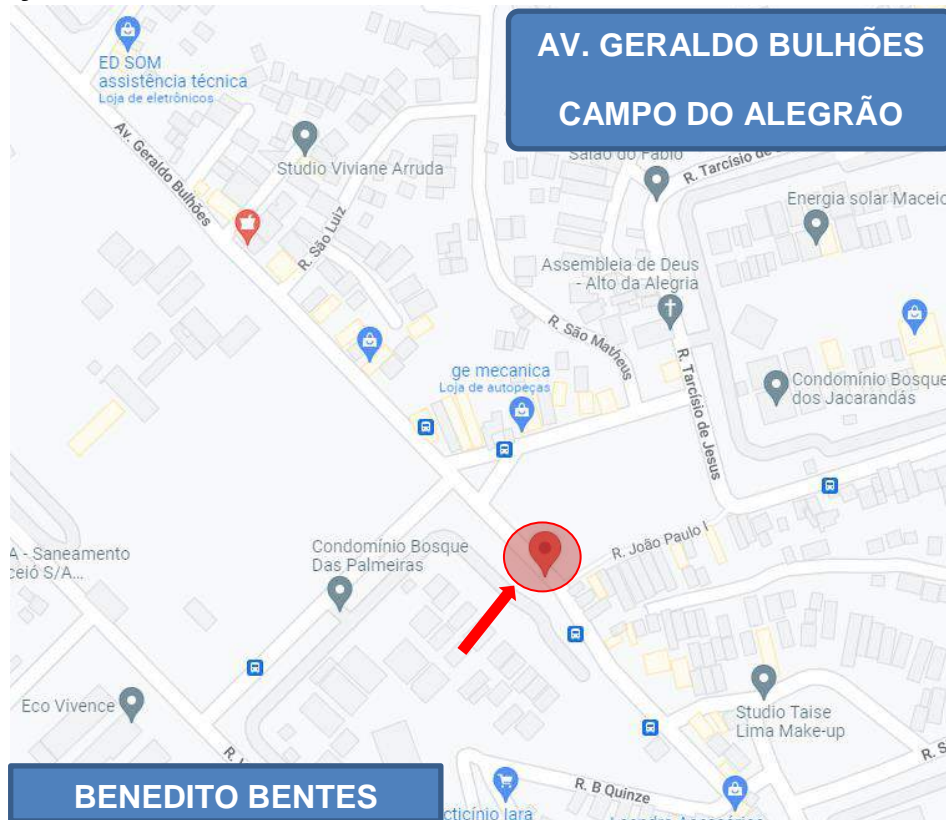 AV. GERALDO BULHÕES
CAMPO DO ALEGRÃO
ED SOM
assistência técnica
Loja de eletrônicos
Av. Geraldo Bulhões
Studio Viviane Arruda
R. São Luiz
Salão do Fábio
R. Tarcísio de
Energia solar Maceió
Assembleia de Deus
- Alto da Alegria
R. São Matheus
ge mecanica
Loja de autopeças
R. Tarcísio de Jesus
Condomínio Bosque
dos Jacarandás
R. João Paulo I
A - Saneamento
ceió S/A...
Condomínio Bosque
Das Palmeiras
Eco Vivence
Studio Taise
Lima Make-up
R. S
R.
BENEDITO BENTES
R. B Quinze
cticínio Iara